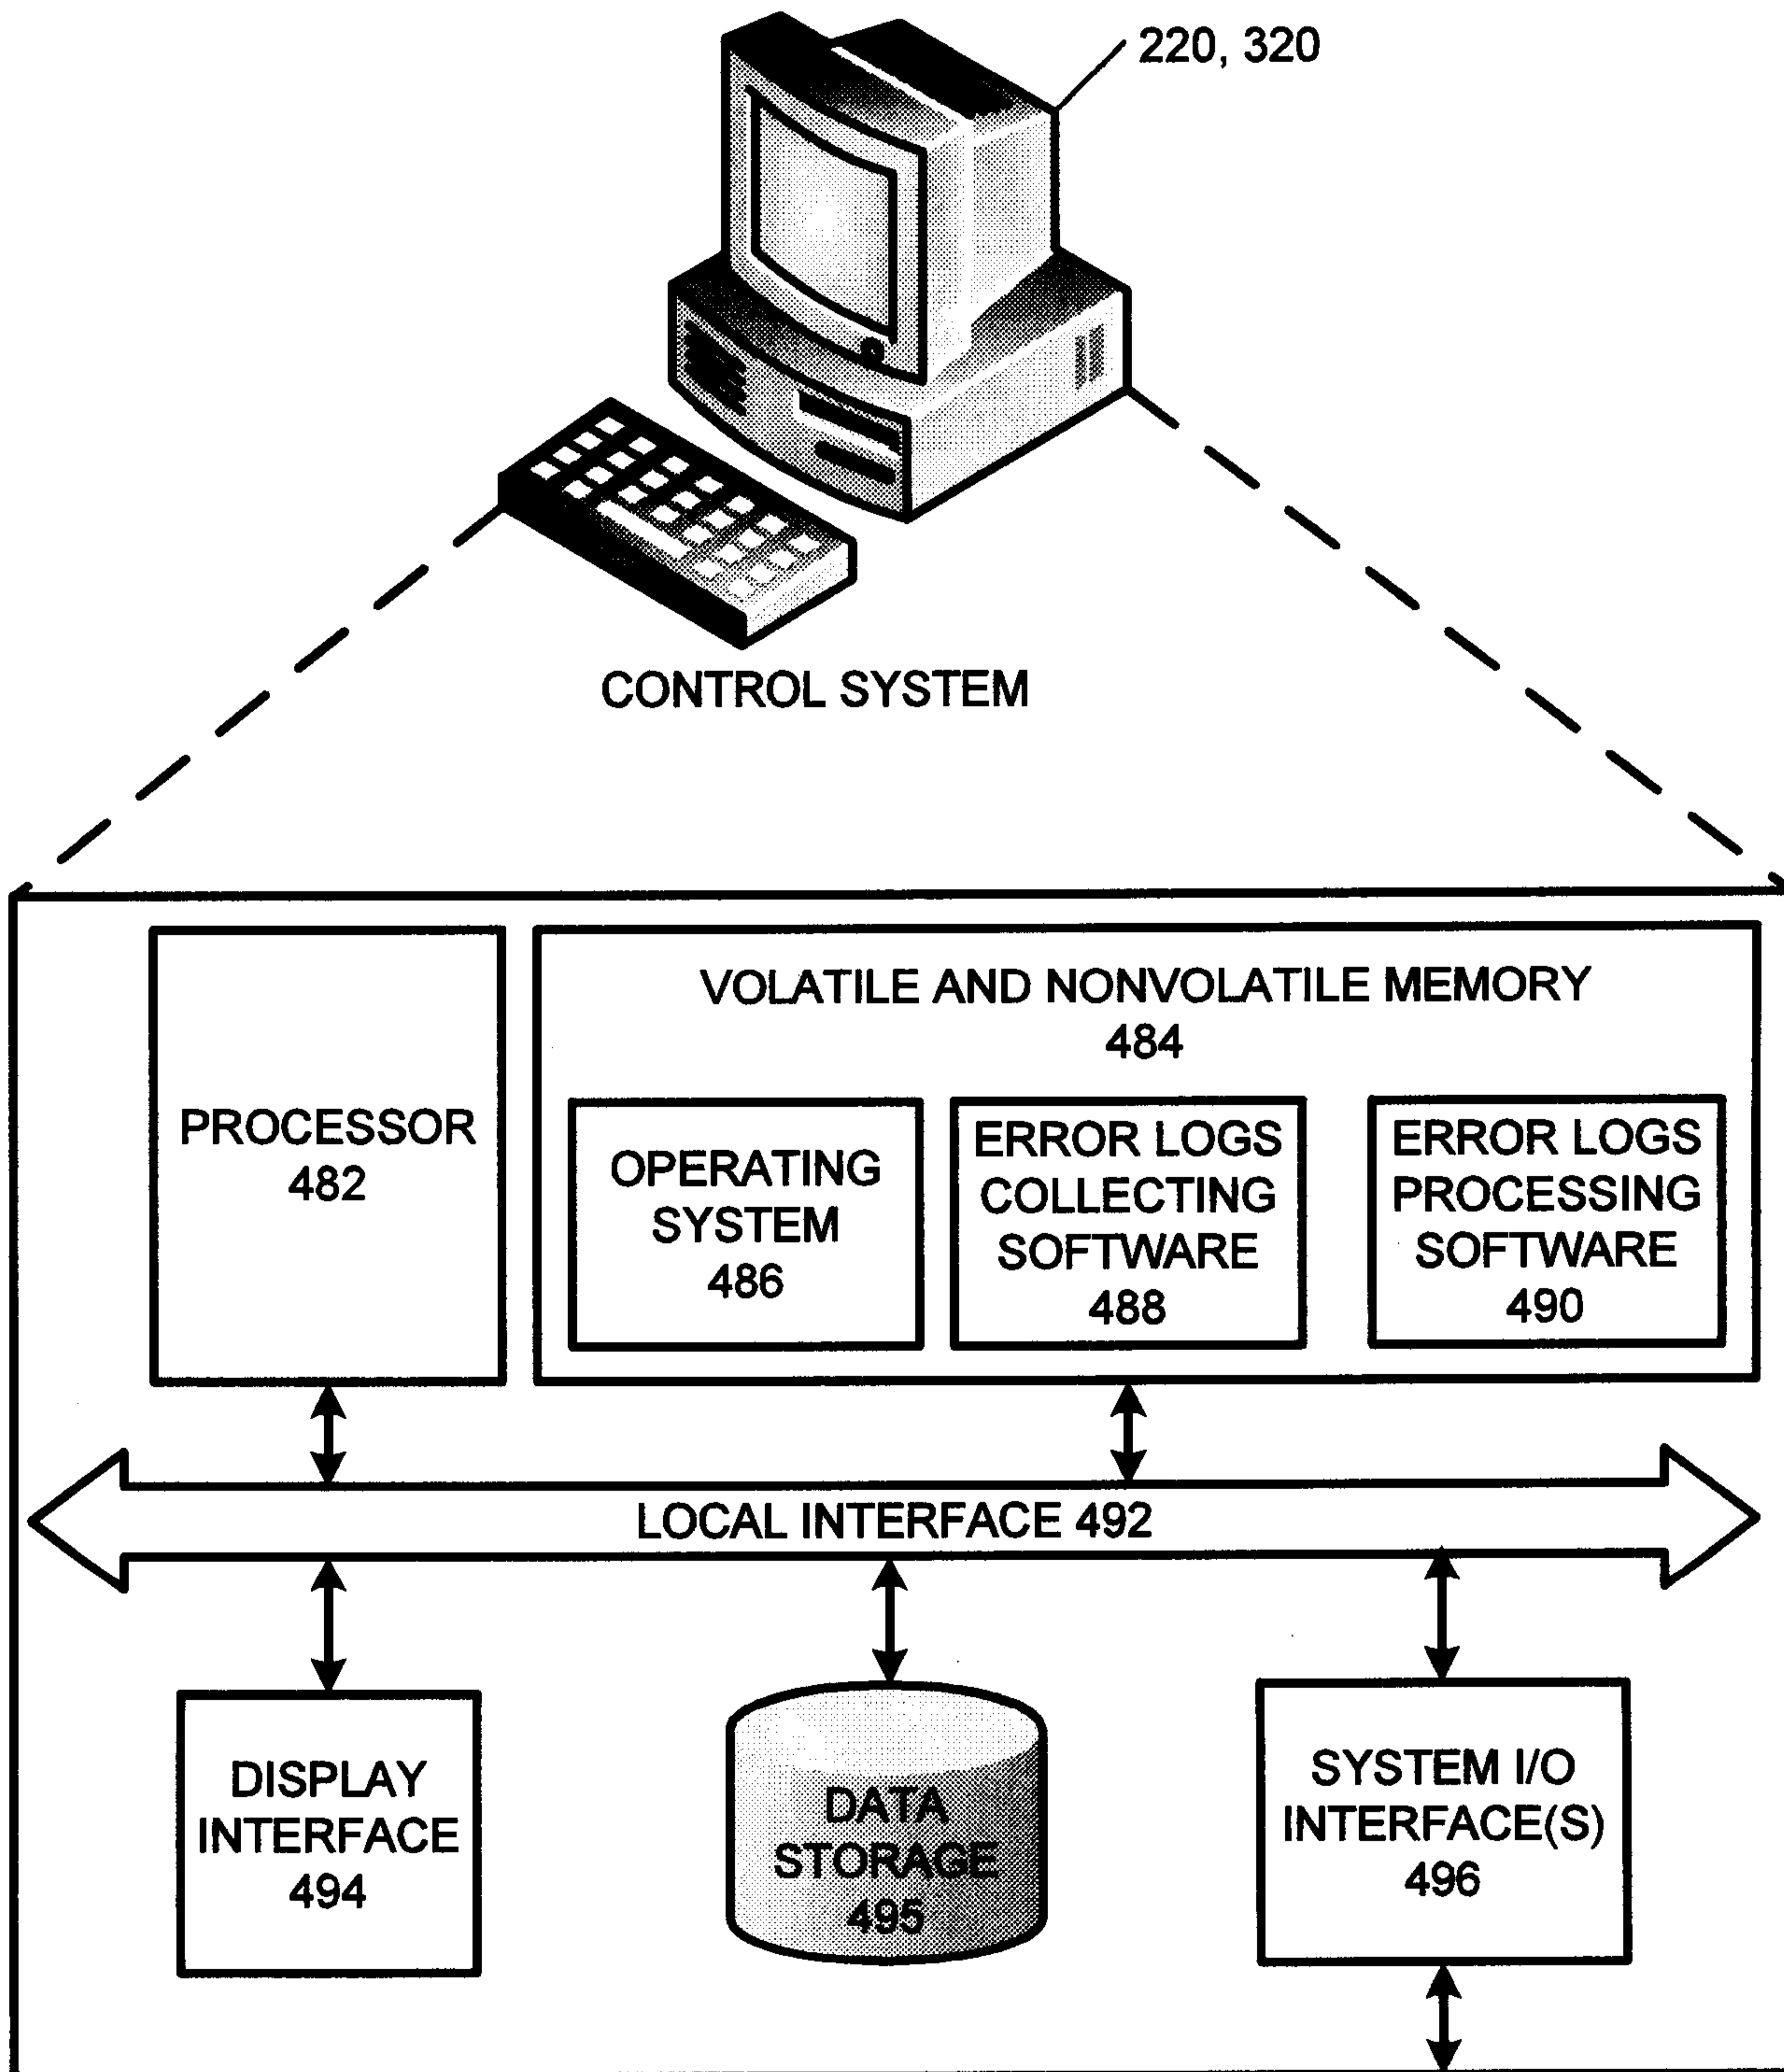 220, 320
CONTROL SYSTEM
PROCESSOR
482
VOLATILE AND NONVOLATILE MEMORY
484
OPERATING
SYSTEM
486
ERROR LOGS
COLLECTING
SOFTWARE
488
ERROR LOGS
PROCESSING
SOFTWARE
490
LOCAL INTERFACE 492
DISPLAY
INTERFACE
494
DATA
STORAGE
495
SYSTEM I/O
INTERFACE(S)
496